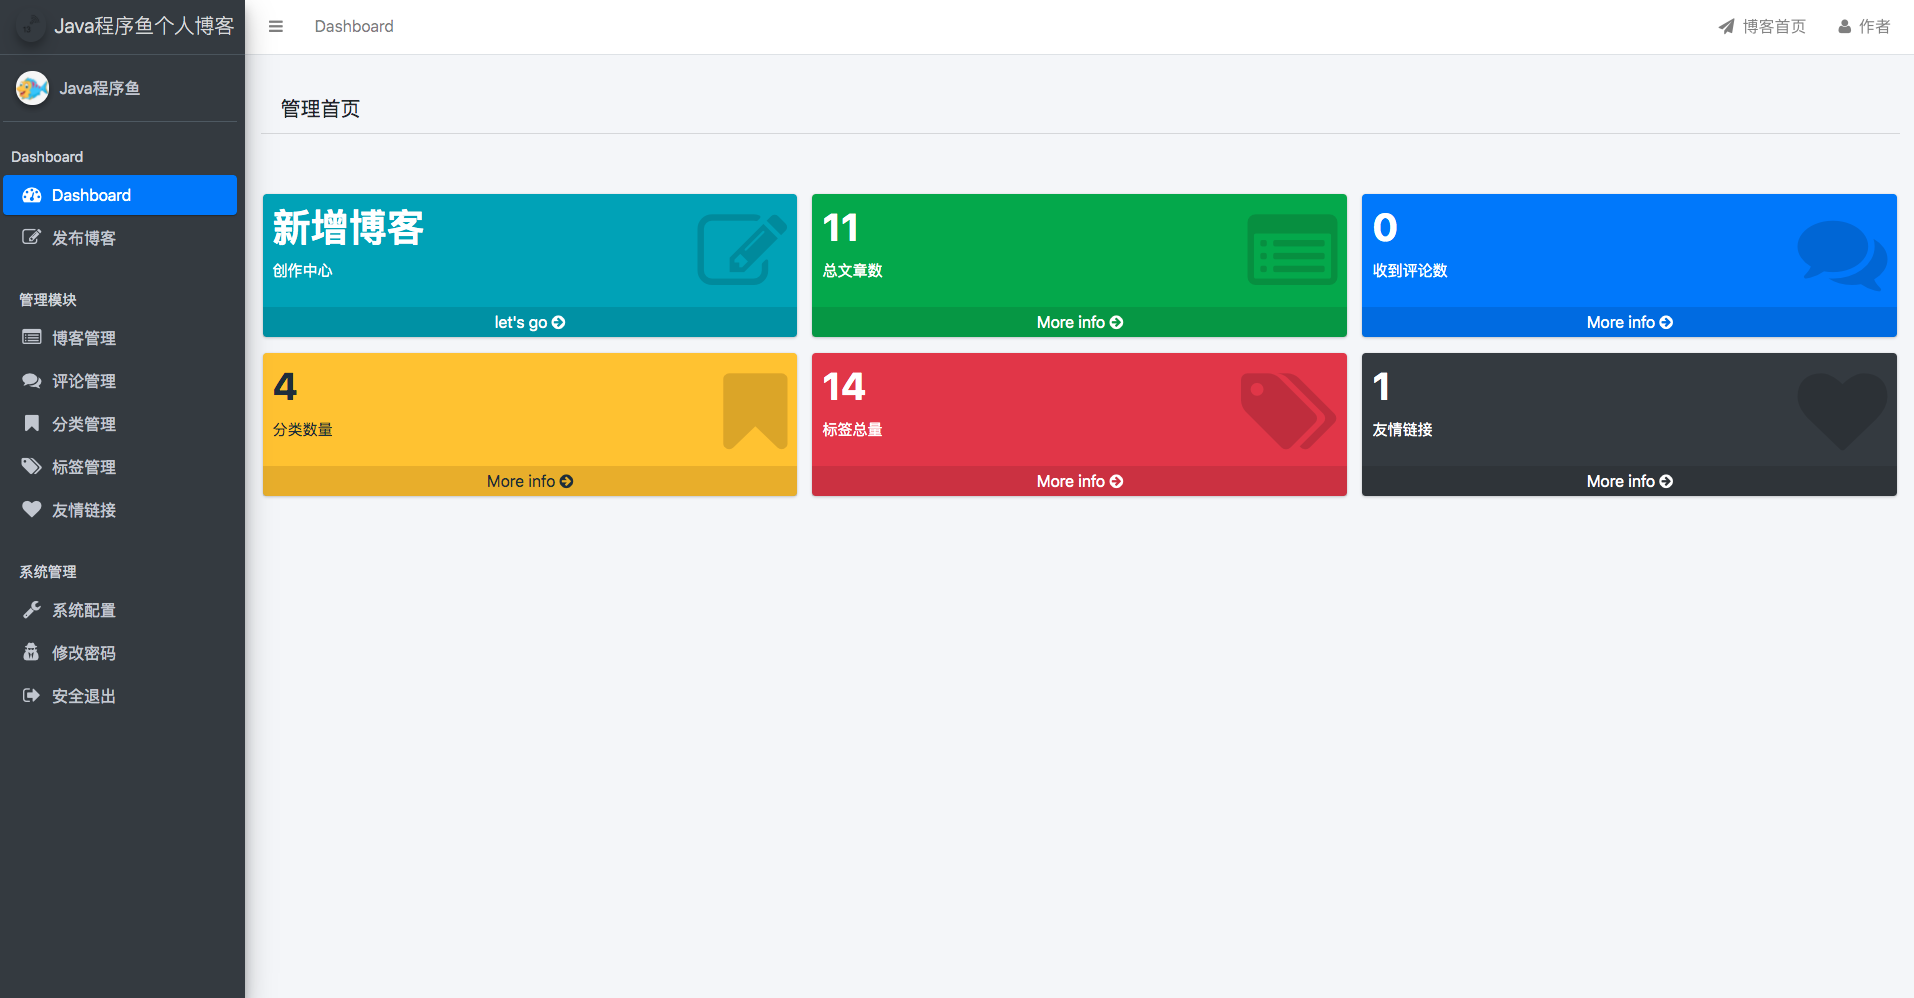 Java程序鱼个人博客
Dashboard
博客首页
作者
Java程序鱼
Dashboard
Dashboard
发布博客
管理模块
博客管理
评论管理
分类管理
标签管理
友情链接
系统管理
系统配置
修改密码
安全退出
管理首页
新增博客
创作中心
let's go
11
总文章数
More info
0
收到评论数
More info
4
分类数量
More info
14
标签总量
More info
1
友情链接
More info